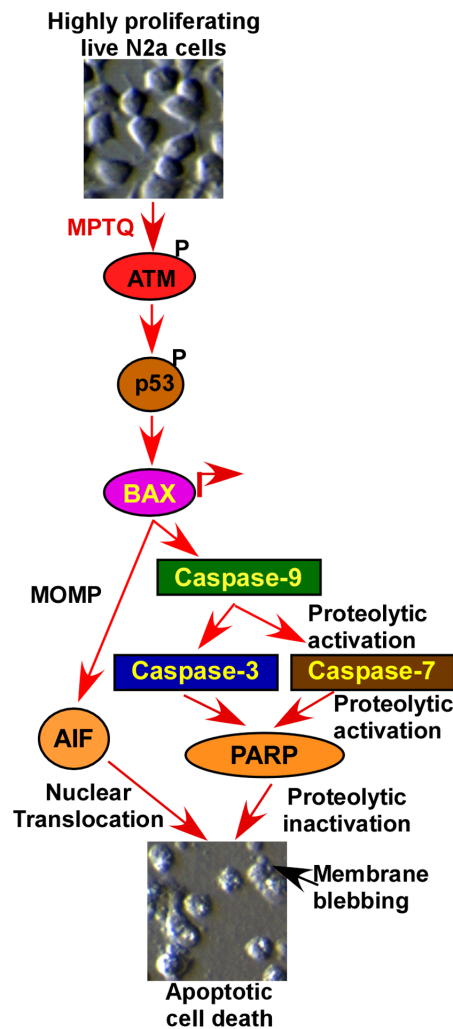 Highly proliferating
live N2a cells
MPTQ
P
ATM
P
p53
BAX
Caspase-9
MOMP
Proteolytic
activation
Caspase-3
Caspase-7
Proteolytic
activation
AIF
PARP
Nuclear
Translocation
Proteolytic
inactivation
Membrane
blebbing
Apoptotic
cell death